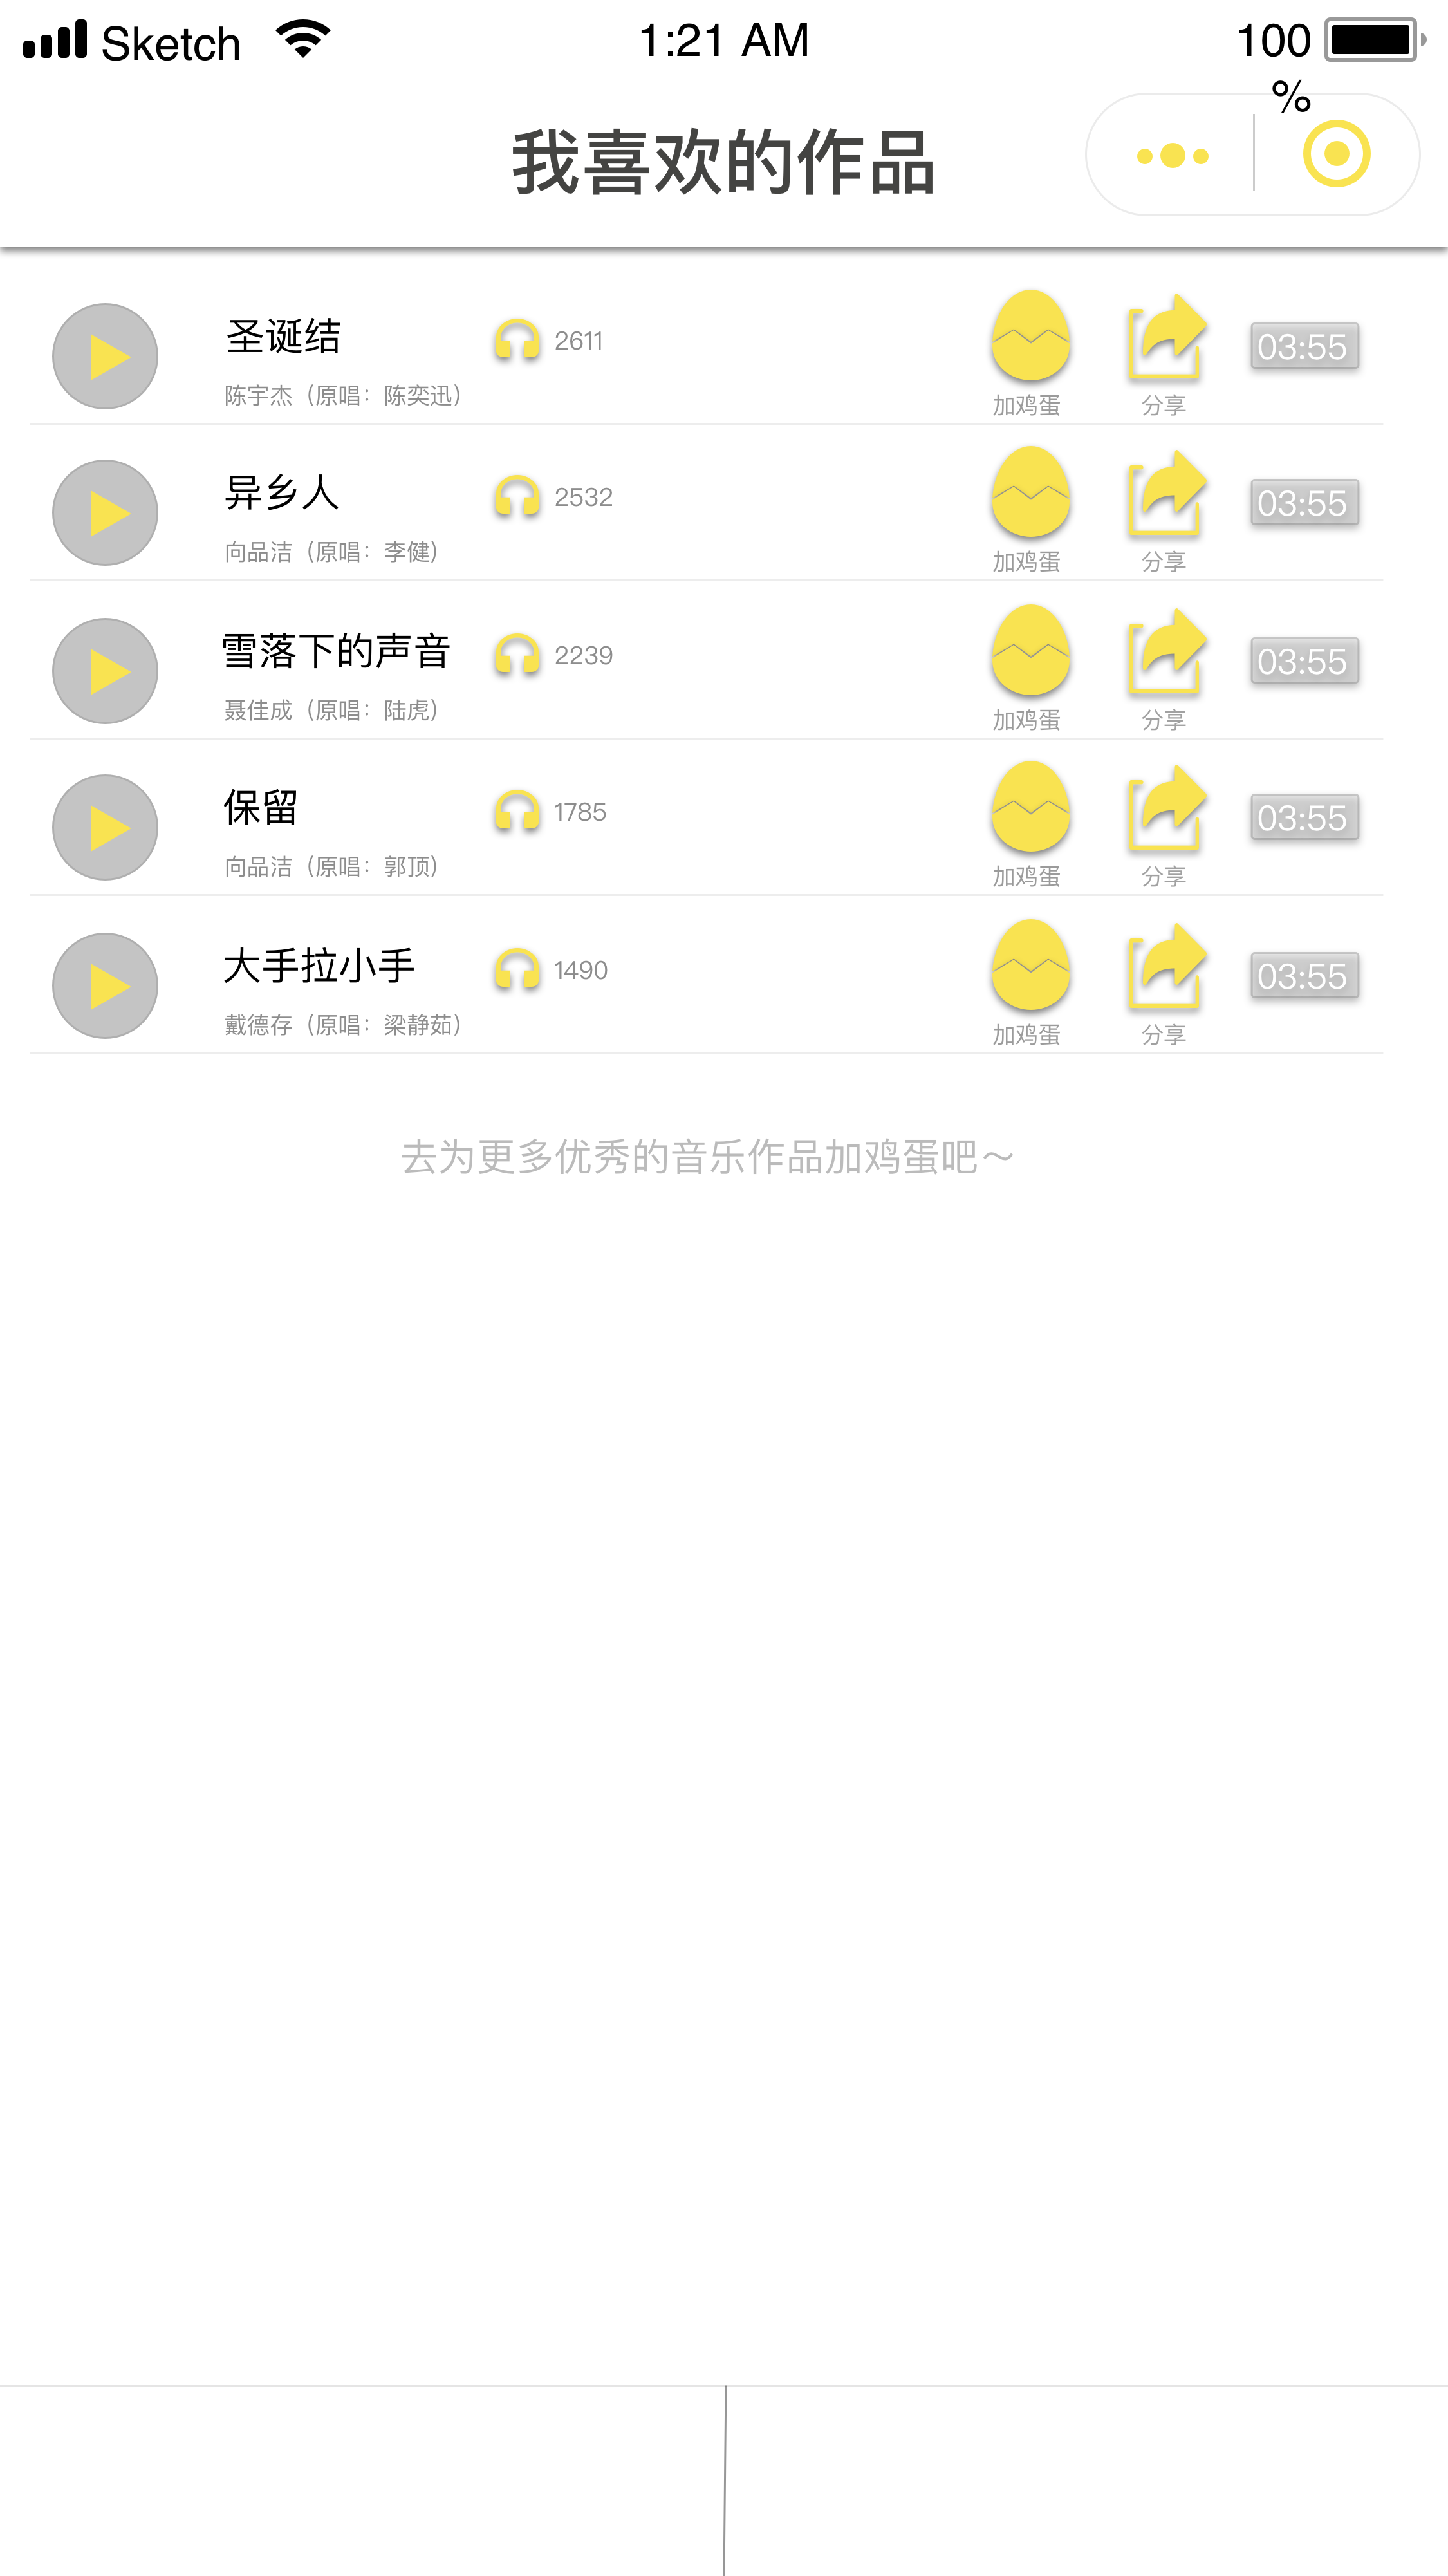 Sketch 1:21 AM 100
%
我喜欢的作品
圣诞结 2611 03:55
陈宇杰（原唱：陈奕迅） 加鸡蛋 分享
异乡人 2532 03:55
向品洁（原唱：李健） 加鸡蛋 分享
雪落下的声音 2239 03:55
聂佳成（原唱：陆虎） 加鸡蛋 分享
保留 1785 03:55
向品洁（原唱：郭顶） 加鸡蛋 分享
大手拉小手 1490 03:55
戴德存（原唱：梁静茹） 加鸡蛋 分享
去为更多优秀的音乐作品加鸡蛋吧～